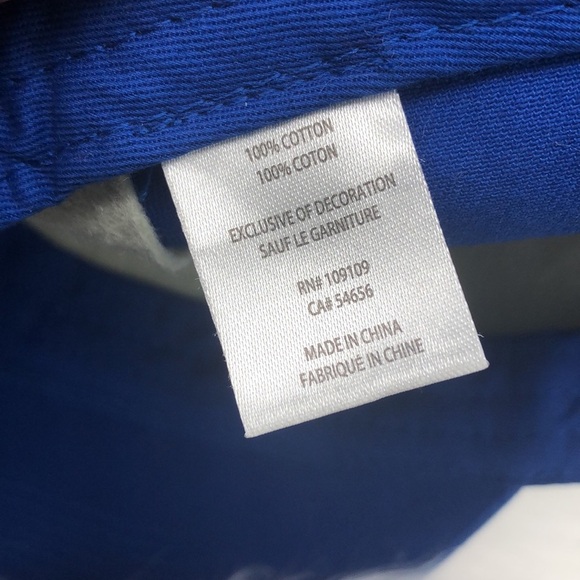 100% COTTON
100% COTON
EXCLUSIVE OF DECORATION
SAUF LE GARNITURE
RN# 109109
CA# 54656
MADE IN CHINA
FABRIQUÉ IN CHINE